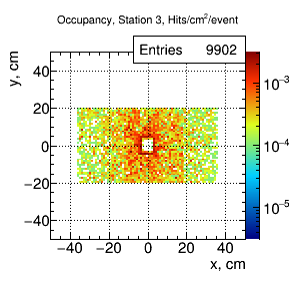 Occupancy, Station 3, Hits/cm²/event
Entries 9902
y, cm
40
20
0
−20
−40
−40 −20 0 20 40
x, cm
10⁻³
10⁻⁴
10⁻⁵